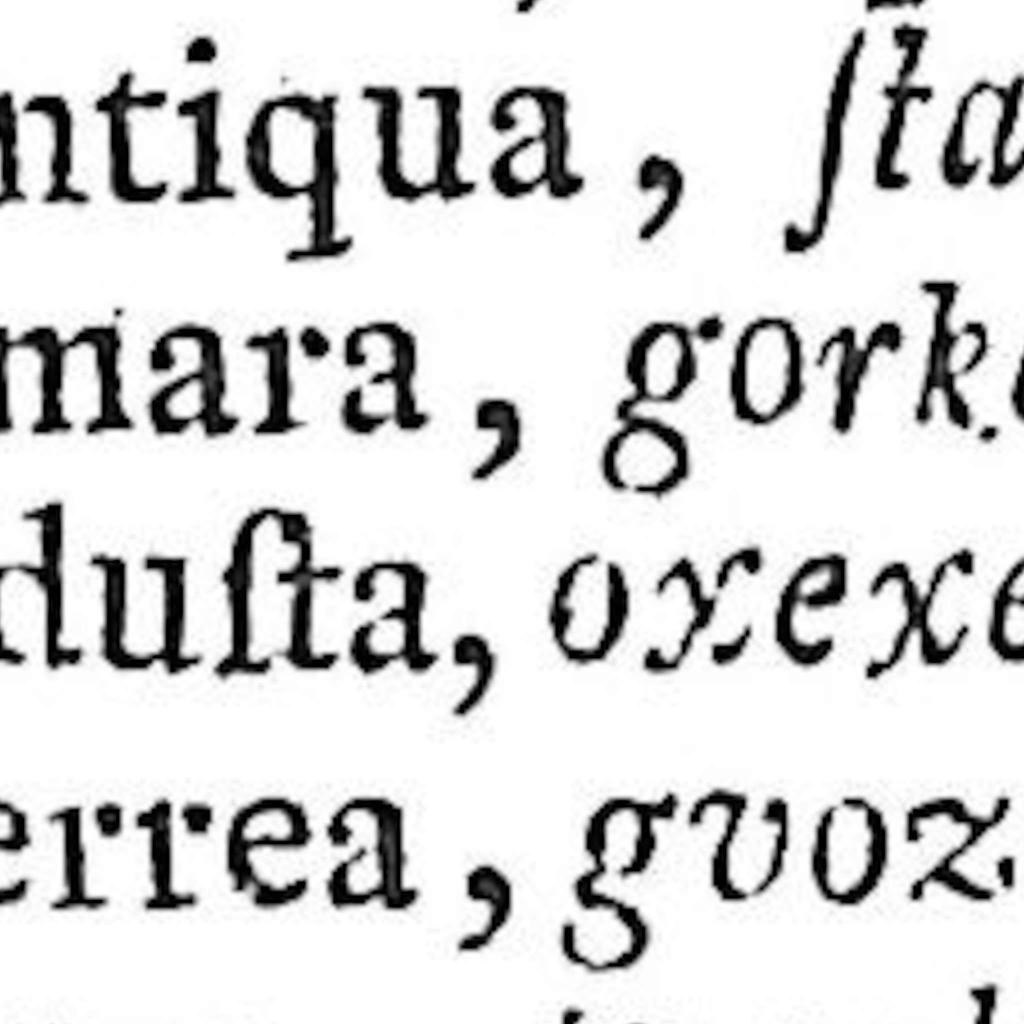 ntiqua, ſta
mara, gork
duſta, oxexe
errea, gvoz